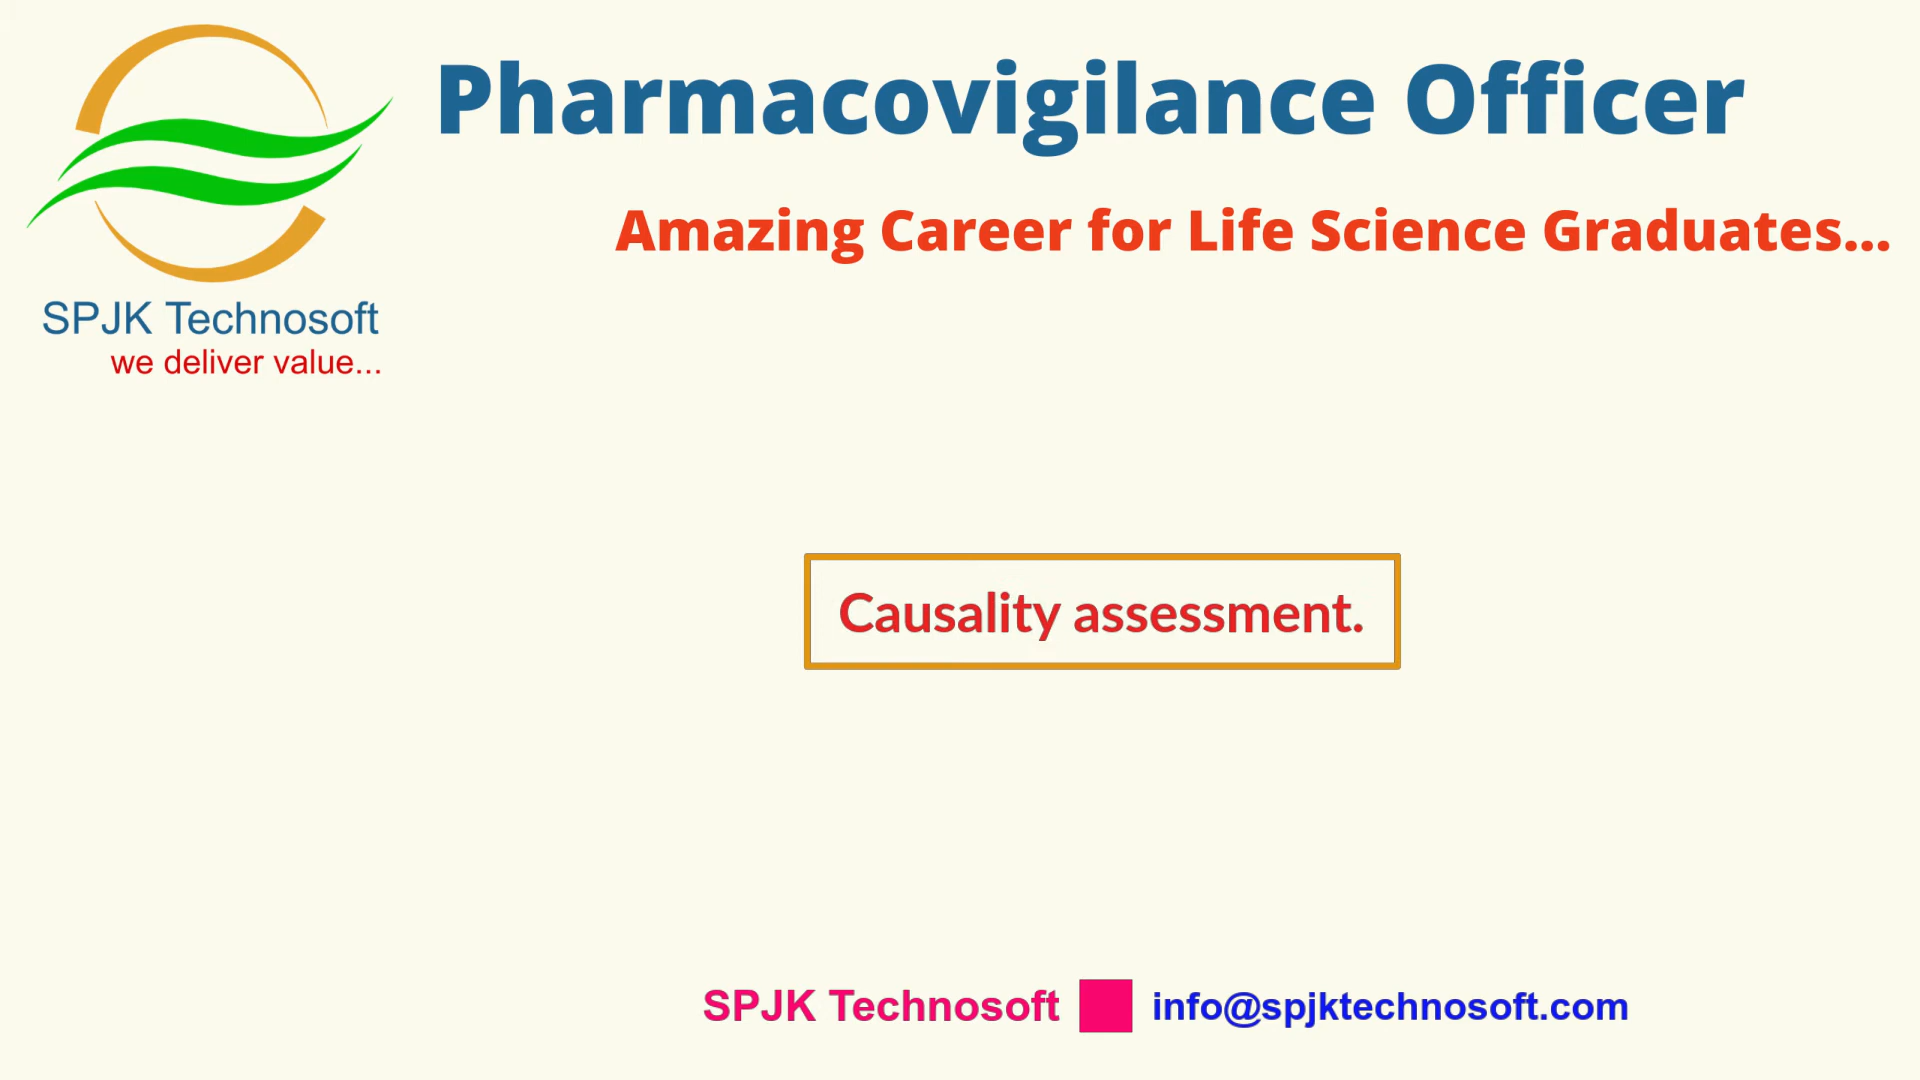 Pharmacovigilance Officer
Amazing Career for Life Science Graduates...
SPJK Technosoft
we deliver value...
Causality assessment.
SPJK Technosoft info@spjktechnosoft.com